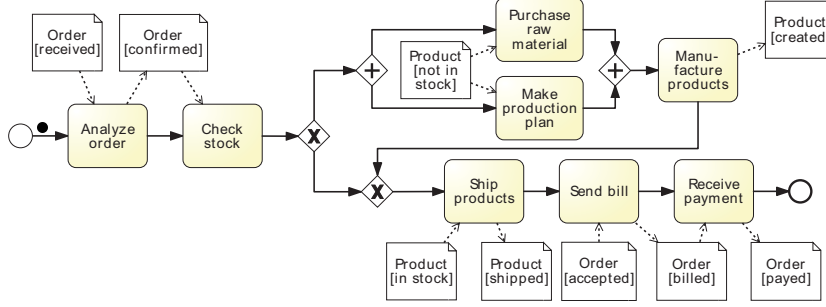 Order
[received]
Order
[confirmed]
Purchase
raw
material
Product
[not in
stock]
Product
[created
Manu-
facture
products
Make
production
plan
Analyze
order
Check
stock
X
X
Ship
products
Send bill
Receive
payment
Product
[in stock]
Product
[shipped]
Order
[accepted]
Order
[billed]
Order
[payed]